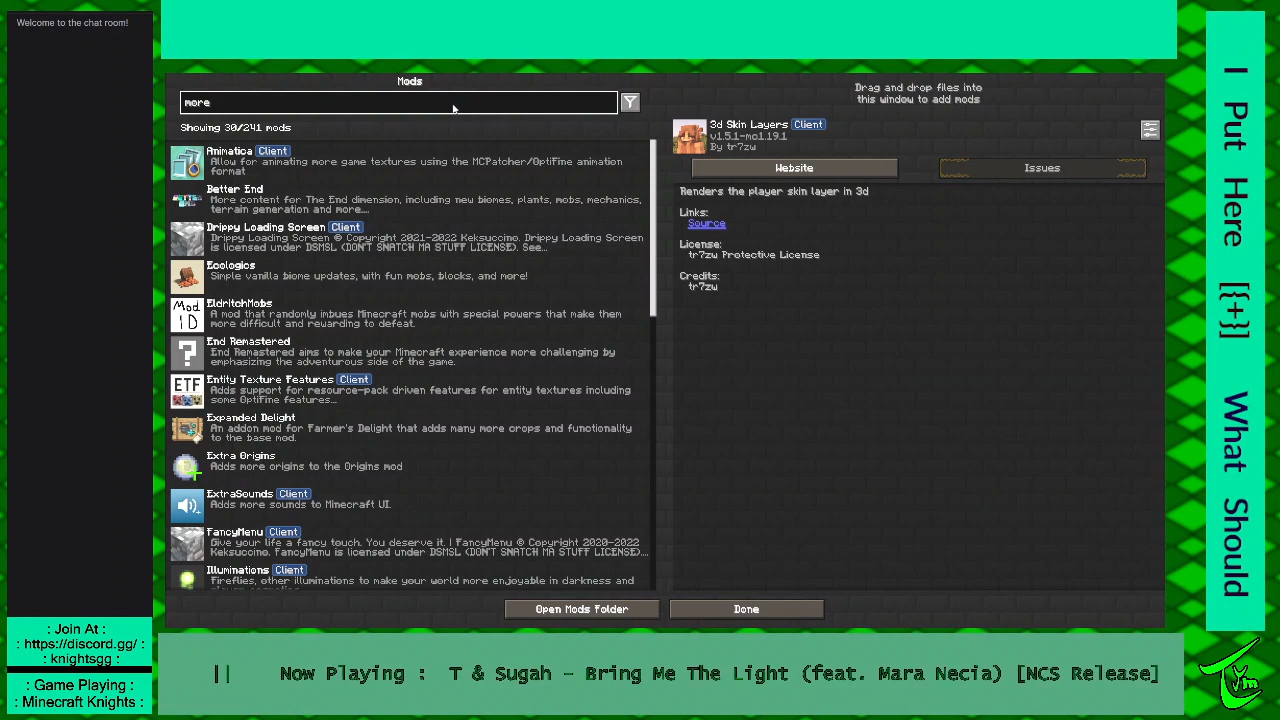 Welcome to the chat room!
Mods
more
Showing 30/241 mods
Animatica Client
Allow for animating more game textures using the MCPatcher/OptiFine animation
format
Better End
More content for The End dimension, including new biomes, plants, mobs, mechanics,
terrain generation and more....
Drippy Loading Screen Client
Drippy Loading Screen © Copyright 2021-2022 Keksuccino. Drippy Loading Screen
is licensed under DSMSL (DON'T SNATCH MA STUFF LICENSE). See...
Ecologics
Simple vanilla biome updates, with fun mobs, blocks, and more!
Mod
ID
EldritchMobs
A mod that randomly imbues Minecraft mobs with special powers that make them
more difficult and rewarding to defeat.
?
End Remastered
End Remastered aims to make your Minecraft experience more challenging by
emphasizing the adventurous side of the game.
ETF
Entity Texture Features Client
Adds support for resource-pack driven features for entity textures including
some OptiFine features...
Expanded Delight
An addon mod for Farmer's Delight that adds many more crops and functionality
to the base mod.
Extra Origins
Adds more origins to the Origins mod
ExtraSounds Client
Adds more sounds to Minecraft UI.
FancyMenu Client
Give your life a fancy touch. You deserve it. | FancyMenu © Copyright 2020-2022
Keksuccino. FancyMenu is licensed under DSMSL (DON'T SNATCH MA STUFF LICENSE)....
Illuminations Client
Fireflies, other illuminations to make your world more enjoyable in darkness and
Drag and drop files into
this window to add mods
3d Skin Layers Client
v1.5.1-mc1.19.1
By tr7zw
Website
Issues
Renders the player skin layer in 3d
Links:
Source
License:
tr7zw Protective License
Credits:
tr7zw
Open Mods Folder
Done
: Join At :
: https://discord.gg/ :
: knightsgg :
: Game Playing :
: Minecraft Knights :
|| Now Playing : T & Sugah - Bring Me The Light (feat. Mara Necia) [NCS Release]
I Put Here [{+}] What Should